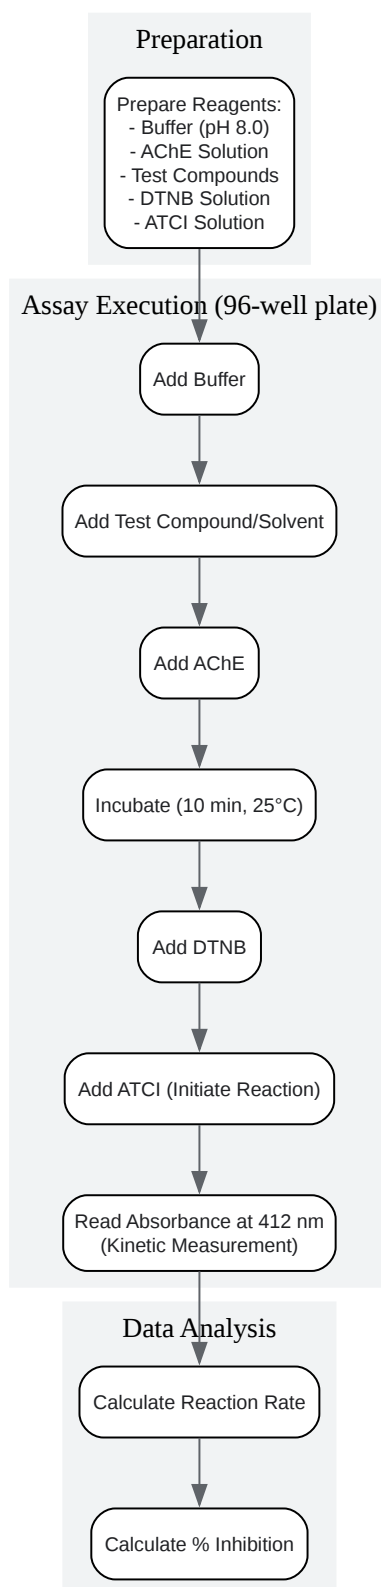 Preparation
Prepare Reagents:
- Buffer (pH 8.0)
- AChE Solution
- Test Compounds
- DTNB Solution
- ATCI Solution
Assay Execution (96-well plate)
Add Buffer
Add Test Compound/Solvent
Add AChE
Incubate (10 min, 25°C)
Add DTNB
Add ATCI (Initiate Reaction)
Read Absorbance at 412 nm
(Kinetic Measurement)
Data Analysis
Calculate Reaction Rate
Calculate % Inhibition